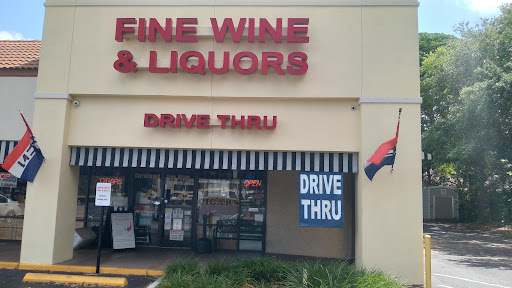 FINE WINE
& LIQUORS
DRIVE THRU
OPEN
DRIVE
THRU